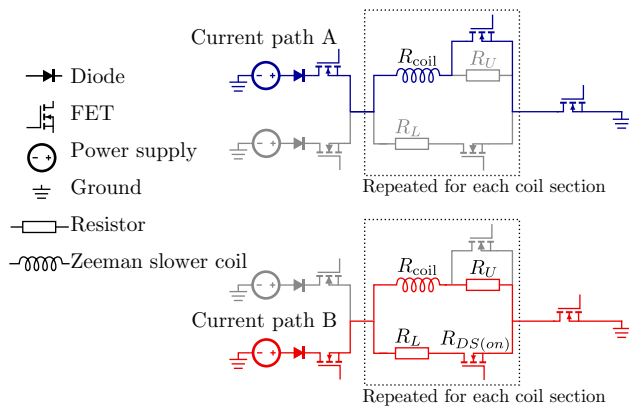 Diode
FET
Power supply
Ground
Resistor
Zeeman slower coil
Current path A
R_coil
R_U
R_L
Repeated for each coil section
R_coil
R_U
Current path B
R_L
R_DS(on)
Repeated for each coil section